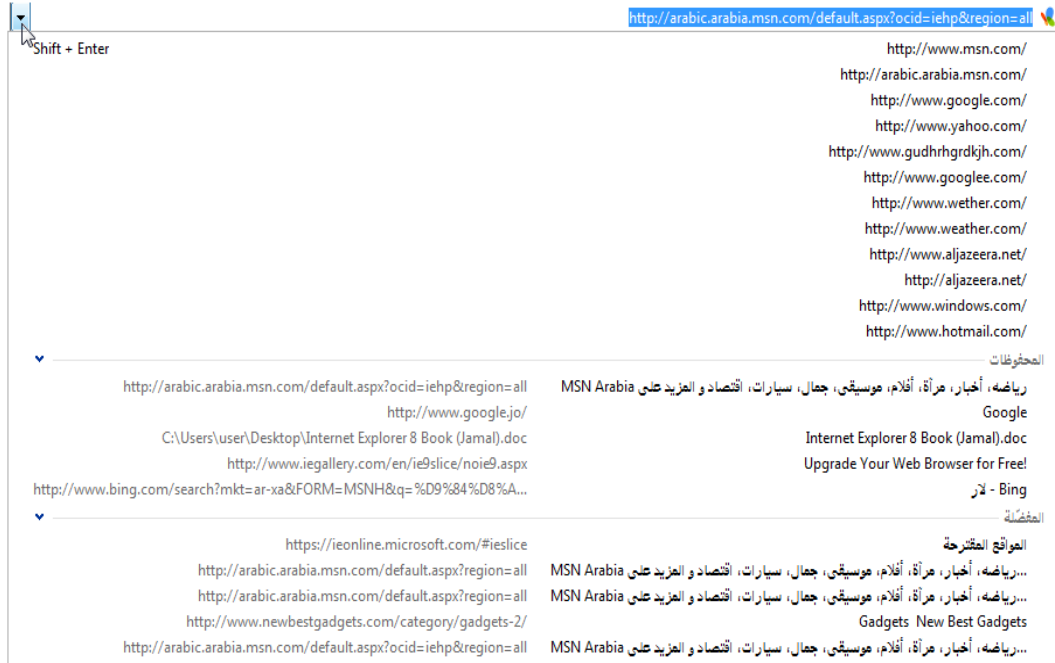 http://arabic.arabia.msn.com/default.aspx?ocid=iehp&region=all
http://www.msn.com/ Shift + Enter
http://arabic.arabia.msn.com/
http://www.google.com/
http://www.yahoo.com/
http://www.gudhrhgrdkjh.com/
http://www.googlee.com/
http://www.wether.com/
http://www.weather.com/
http://www.aljazeera.net/
http://aljazeera.net/
http://www.windows.com/
http://www.hotmail.com/
المحفوظات
رياضه، أخبار، مرآة، أفلام، موسيقى، جمال، سيارات، اقتصاد و المزيد على MSN Arabia http://arabic.arabia.msn.com/default.aspx?ocid=iehp&region=all
Google http://www.google.jo/
Internet Explorer 8 Book (Jamal).doc C:\Users\user\Desktop\Internet Explorer 8 Book (Jamal).doc
Upgrade Your Web Browser for Free! http://www.iegallery.com/en/ie9slice/noie9.aspx
لار - Bing http://www.bing.com/search?mkt=ar-xa&FORM=MSNH&q=%D9%84%D8%A...
المفضّلة
المواقع المقترحة https://ieonline.microsoft.com/#ieslice
رياضه، أخبار، مرآة، أفلام، موسيقى، جمال، سيارات، اقتصاد و المزيد على MSN Arabia... http://arabic.arabia.msn.com/default.aspx?region=all
رياضه، أخبار، مرآة، أفلام، موسيقى، جمال، سيارات، اقتصاد و المزيد على MSN Arabia... http://arabic.arabia.msn.com/default.aspx?region=all
Gadgets New Best Gadgets http://www.newbestgadgets.com/category/gadgets-2/
رياضه، أخبار، مرآة، أفلام، موسيقى، جمال، سيارات، اقتصاد و المزيد على MSN Arabia... http://arabic.arabia.msn.com/default.aspx?ocid=iehp&region=all